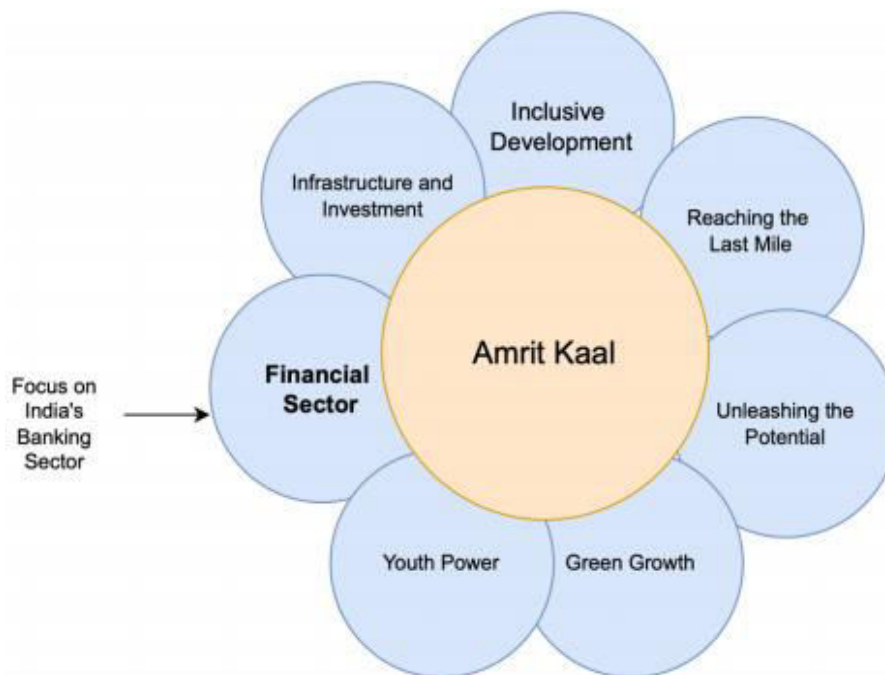 Inclusive
Development
Infrastructure and
Investment
Reaching the
Last Mile
Amrit Kaal
Financial
Sector
Focus on
India's
Banking
Sector
Unleashing the
Potential
Youth Power
Green Growth